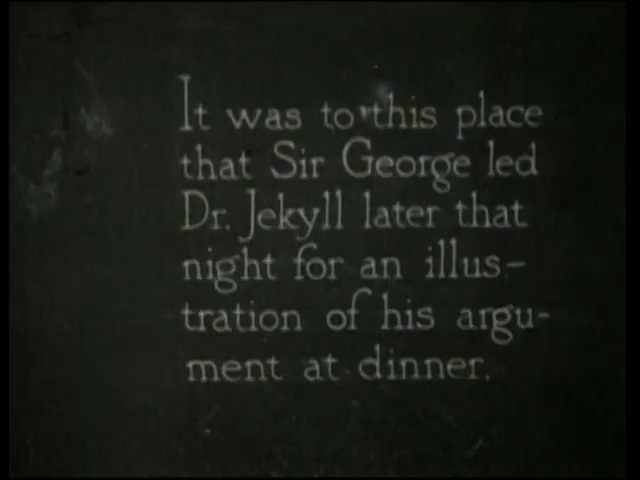 It was to this place
that Sir George led
Dr. Jekyll later that
night for an illus-
tration of his argu-
ment at dinner.